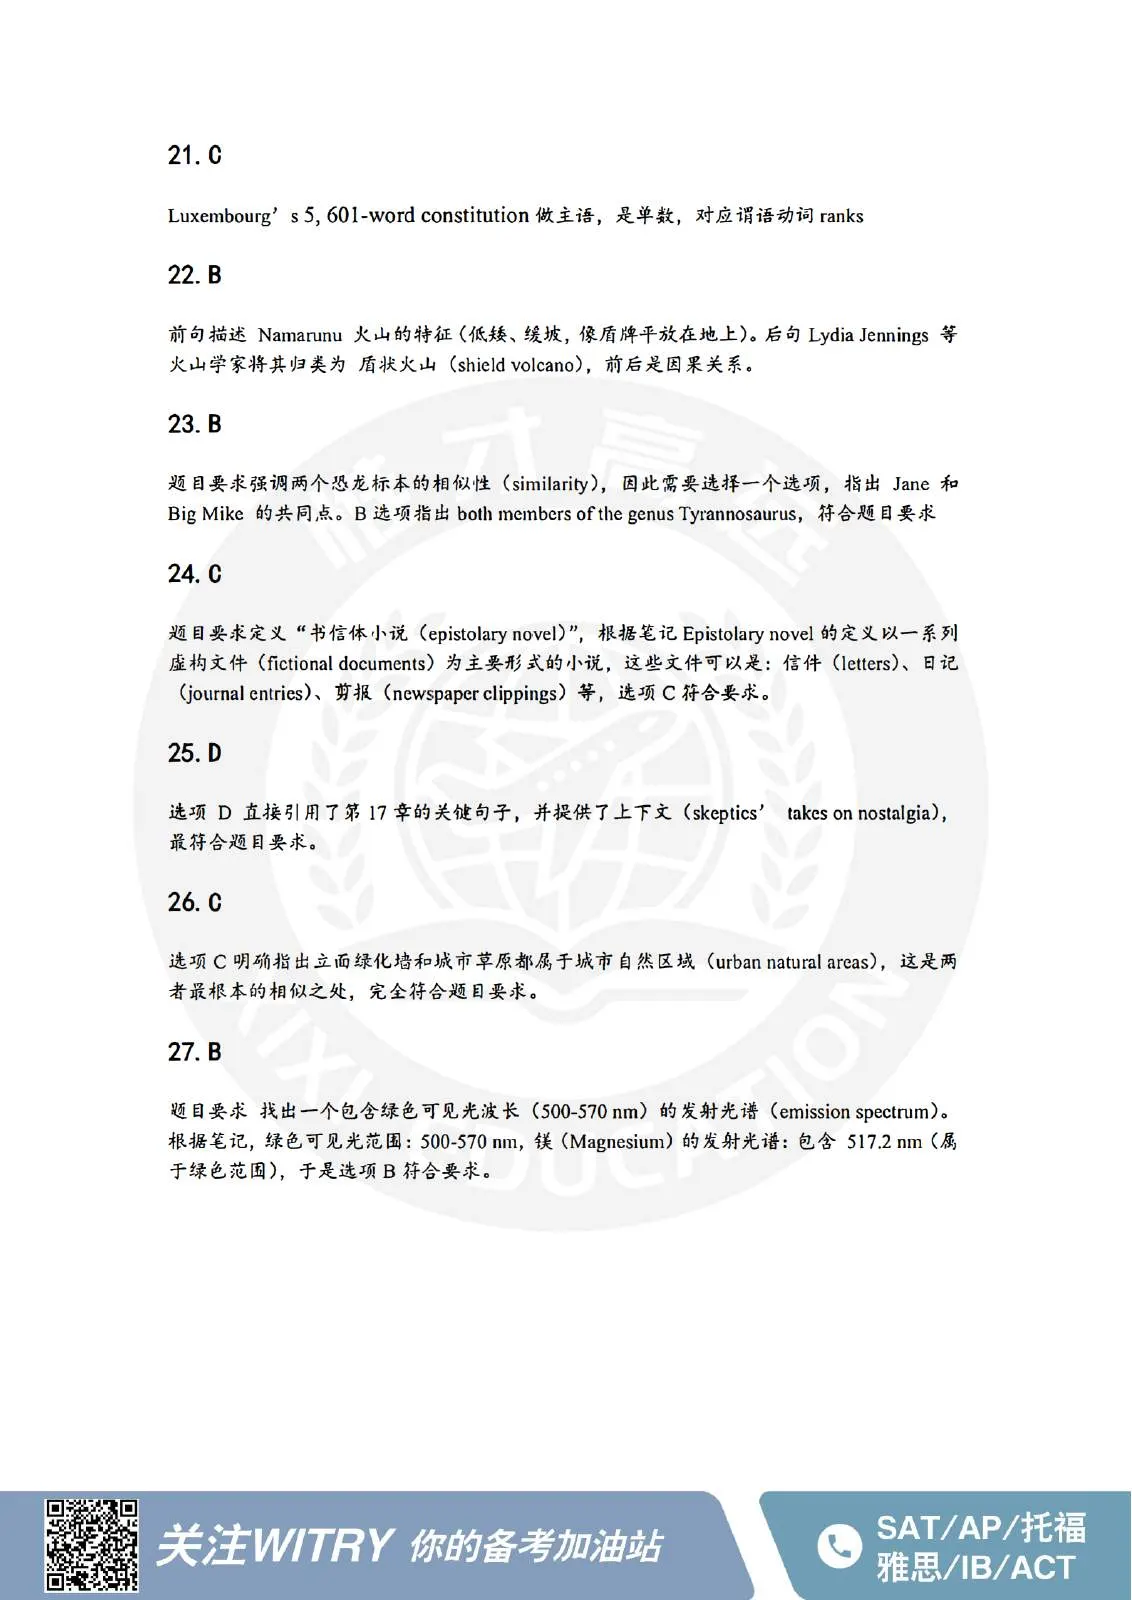 21. C
Luxembourg’s 5, 601-word constitution 做主语，是单数，对应谓语动词 ranks
22. B
前句描述 Namarunu 火山的特征（低矮、缓坡，像盾牌平放在地上）。后句 Lydia Jennings 等
火山学家将其归类为 盾状火山（shield volcano），前后是因果关系。
23. B
题目要求强调两个恐龙标本的相似性（similarity），因此需要选择一个选项，指出 Jane 和
Big Mike 的共同点。B 选项指出 both members of the genus Tyrannosaurus，符合题目要求
24. C
题目要求定义“书信体小说（epistolary novel）”，根据笔记 Epistolary novel 的定义以一系列
虚构文件（fictional documents）为主要形式的小说，这些文件可以是：信件（letters）、日记
（journal entries）、剪报（newspaper clippings）等，选项 C 符合要求。
25. D
选项 D 直接引用了第 17 章的关键句子，并提供了上下文（skeptics’ takes on nostalgia），
最符合题目要求。
26. C
选项 C 明确指出立面绿化墙和城市草原都属于城市自然区域（urban natural areas），这是两
者最根本的相似之处，完全符合题目要求。
27. B
题目要求 找出一个包含绿色可见光波长（500-570 nm）的发射光谱（emission spectrum）。
根据笔记，绿色可见光范围：500-570 nm，镁（Magnesium）的发射光谱：包含 517.2 nm（属
于绿色范围），于是选项 B 符合要求。
关注WITRY 你的备考加油站
SAT/AP/托福
雅思/IB/ACT